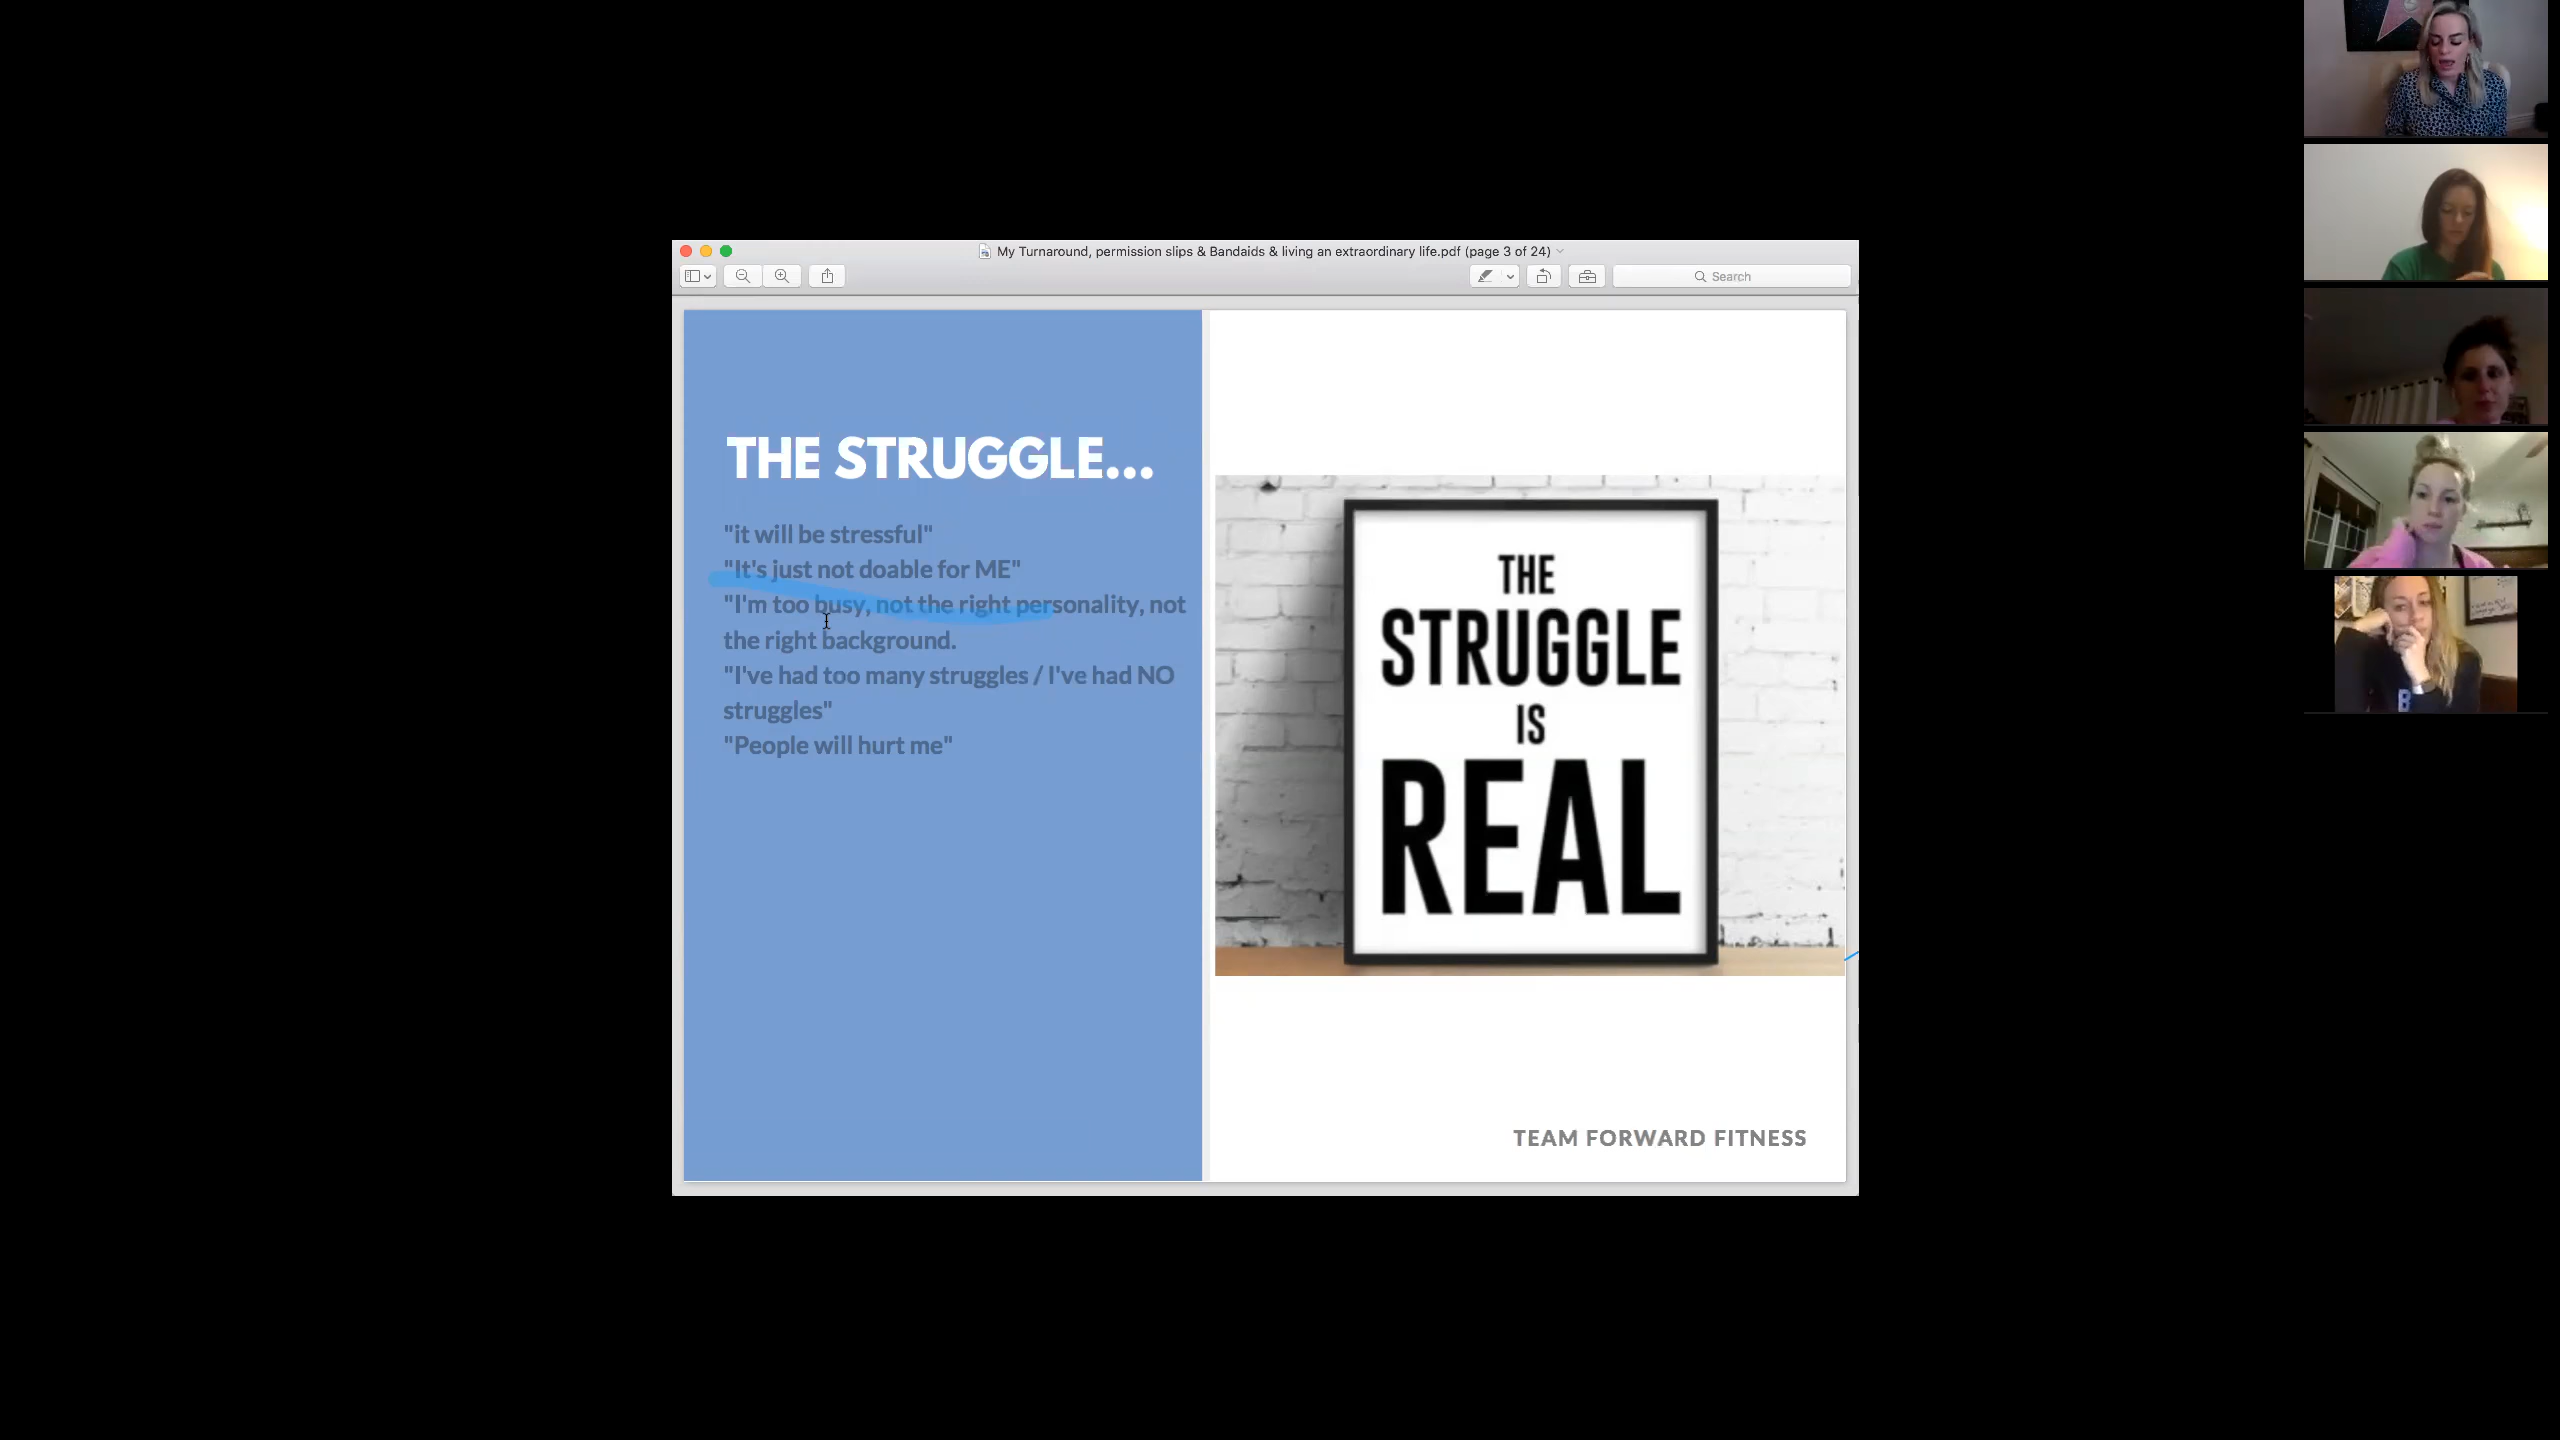 My Turnaround, permission slips & Bandaids & living an extraordinary life.pdf (page 3 of 24)
Search
THE STRUGGLE...
"it will be stressful"
"It's just not doable for ME"
"I'm too busy, not the right personality, not
the right background.
"I've had too many struggles / I've had NO
struggles"
"People will hurt me"
THE
STRUGGLE
IS
REAL
TEAM FORWARD FITNESS